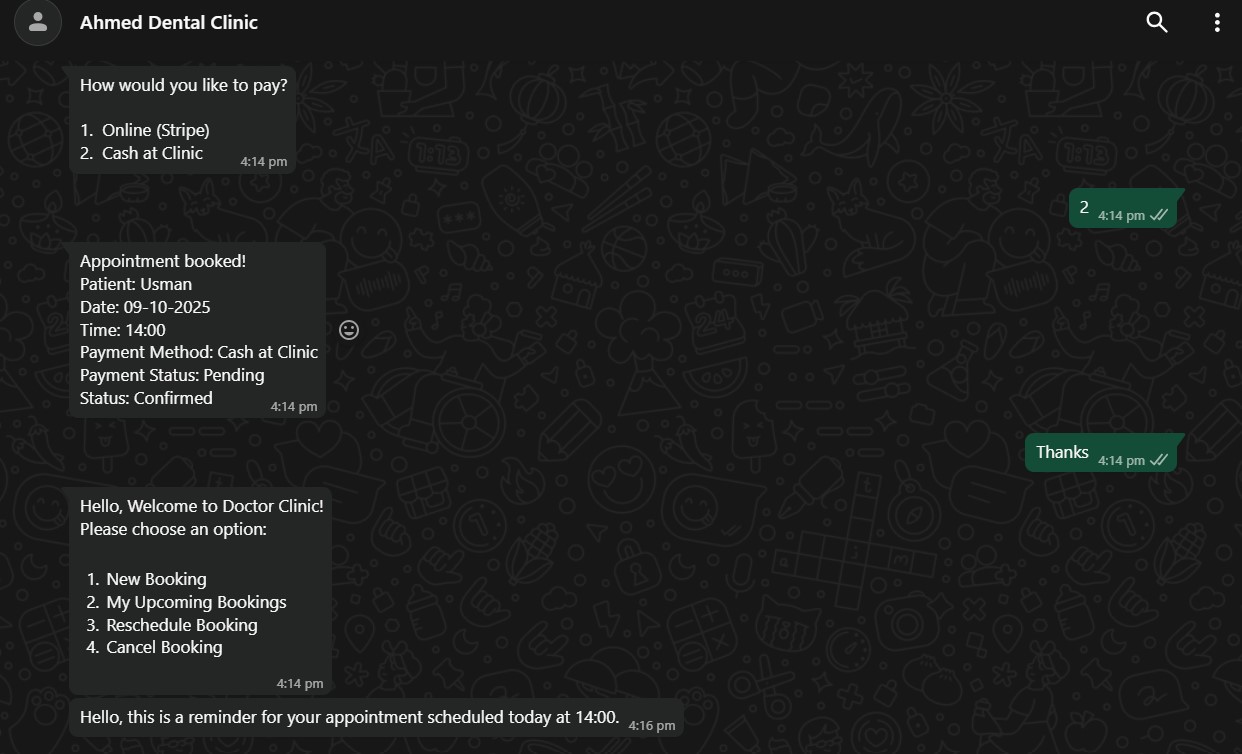 Ahmed Dental Clinic
How would you like to pay?
1. Online (Stripe)
2. Cash at Clinic
4:14 pm
2
4:14 pm
Appointment booked!
Patient: Usman
Date: 09-10-2025
Time: 14:00
Payment Method: Cash at Clinic
Payment Status: Pending
Status: Confirmed
4:14 pm
Thanks
4:14 pm
Hello, Welcome to Doctor Clinic!
Please choose an option:
1. New Booking
2. My Upcoming Bookings
3. Reschedule Booking
4. Cancel Booking
4:14 pm
Hello, this is a reminder for your appointment scheduled today at 14:00.
4:16 pm